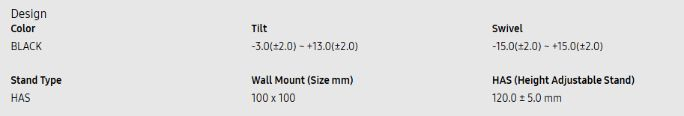 Design
Color Tilt Swivel
BLACK -3.0(±2.0) ~ +13.0(±2.0) -15.0(±2.0) ~ +15.0(±2.0)
Stand Type Wall Mount (Size mm) HAS (Height Adjustable Stand)
HAS 100 x 100 120.0 ± 5.0 mm